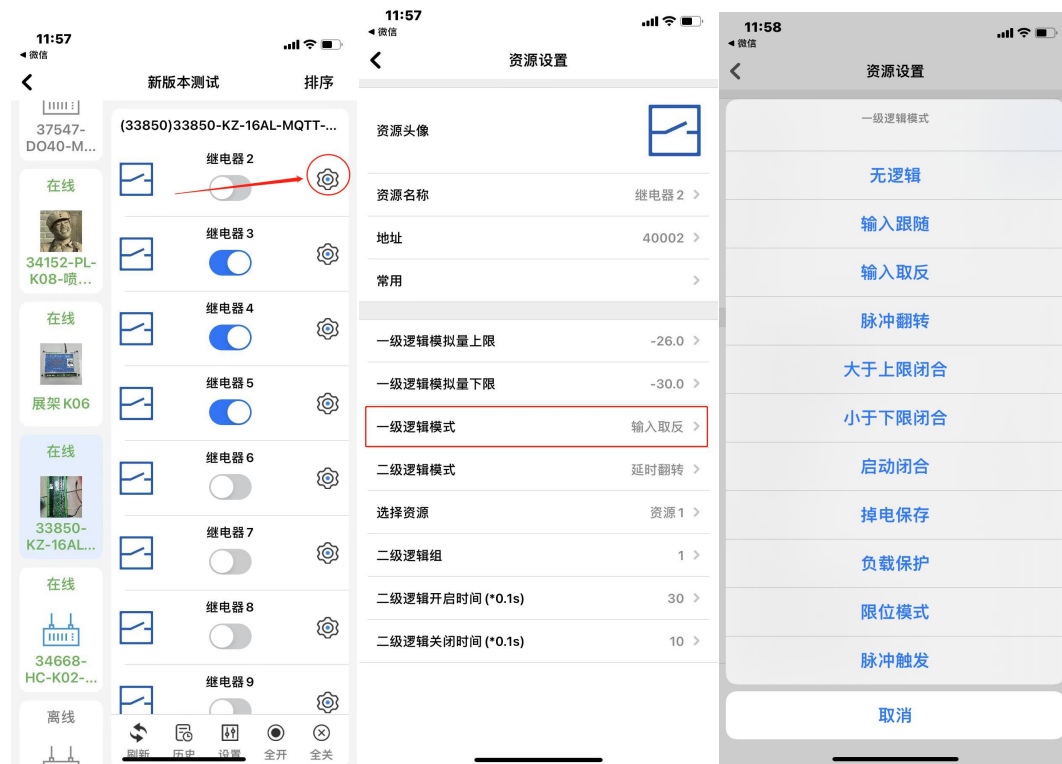 11:57
微信
新版本测试
排序
37547-
DO40-M...
在线
34152-PL-
K08-喷...
在线
展架K06
在线
33850-
KZ-16AL...
在线
34668-
HC-K02-...
离线
(33850)33850-KZ-16AL-MQTT-...
继电器2
继电器3
继电器4
继电器5
继电器6
继电器7
继电器8
继电器9
刷新
历史
设置
全开
全关
11:57
微信
资源设置
资源头像
资源名称 继电器2
地址 40002
常用
一级逻辑模拟量上限 -26.0
一级逻辑模拟量下限 -30.0
一级逻辑模式 输入取反
二级逻辑模式 延时翻转
选择资源 资源1
二级逻辑组 1
二级逻辑开启时间(*0.1s) 30
二级逻辑关闭时间(*0.1s) 10
11:58
微信
资源设置
一级逻辑模式
无逻辑
输入跟随
输入取反
脉冲翻转
大于上限闭合
小于下限闭合
启动闭合
掉电保存
负载保护
限位模式
脉冲触发
取消